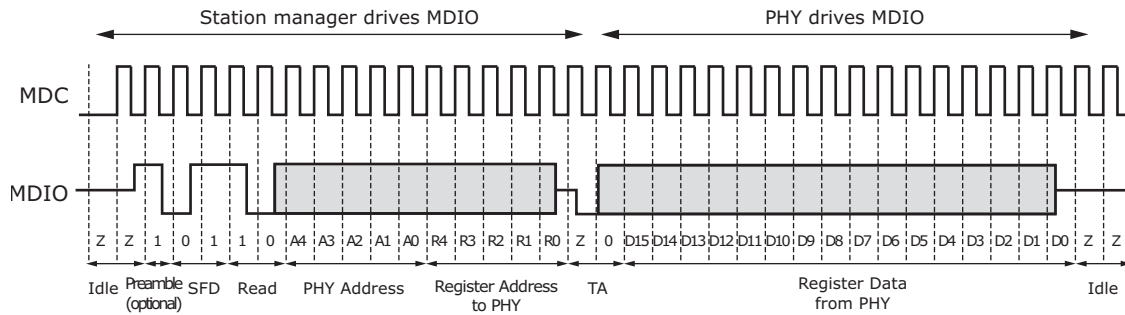 Station manager drives MDIO PHY drives MDIO
MDC
MDIO
Z Z 1 0 1 1 0 A4 A3 A2 A1 A0 R4 R3 R2 R1 R0 Z 0 D15 D14 D13 D12 D11 D10 D9 D8 D7 D6 D5 D4 D3 D2 D1 D0 Z Z
Idle Preamble (optional) SFD Read PHY Address Register Address to PHY TA Register Data from PHY Idle